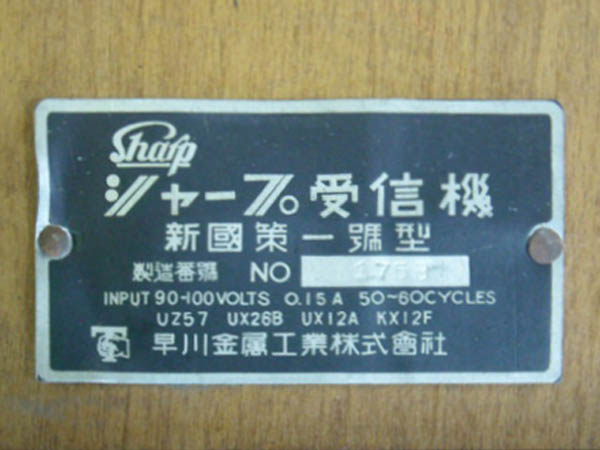 Sharp
シャープ受信機
新國策一號型
製造番號 NO
INPUT 90-100VOLTS 0.15A 50~60CYCLES
UZ57 UX26B UX12A KX12F
早川金属工業株式會社